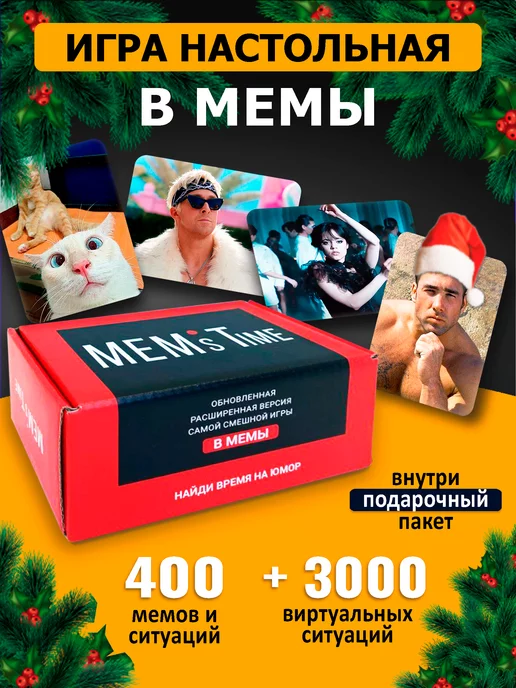 ИГРА НАСТОЛЬНАЯ
В МЕМЫ
MEM'S TIME
ОБНОВЛЕННАЯ
РАСШИРЕННАЯ ВЕРСИЯ
САМОЙ СМЕШНОЙ ИГРЫ
В МЕМЫ
НАЙДИ ВРЕМЯ НА ЮМОР
внутри
подарочный
пакет
400
мемов и
ситуаций
+ 3000
виртуальных
ситуаций